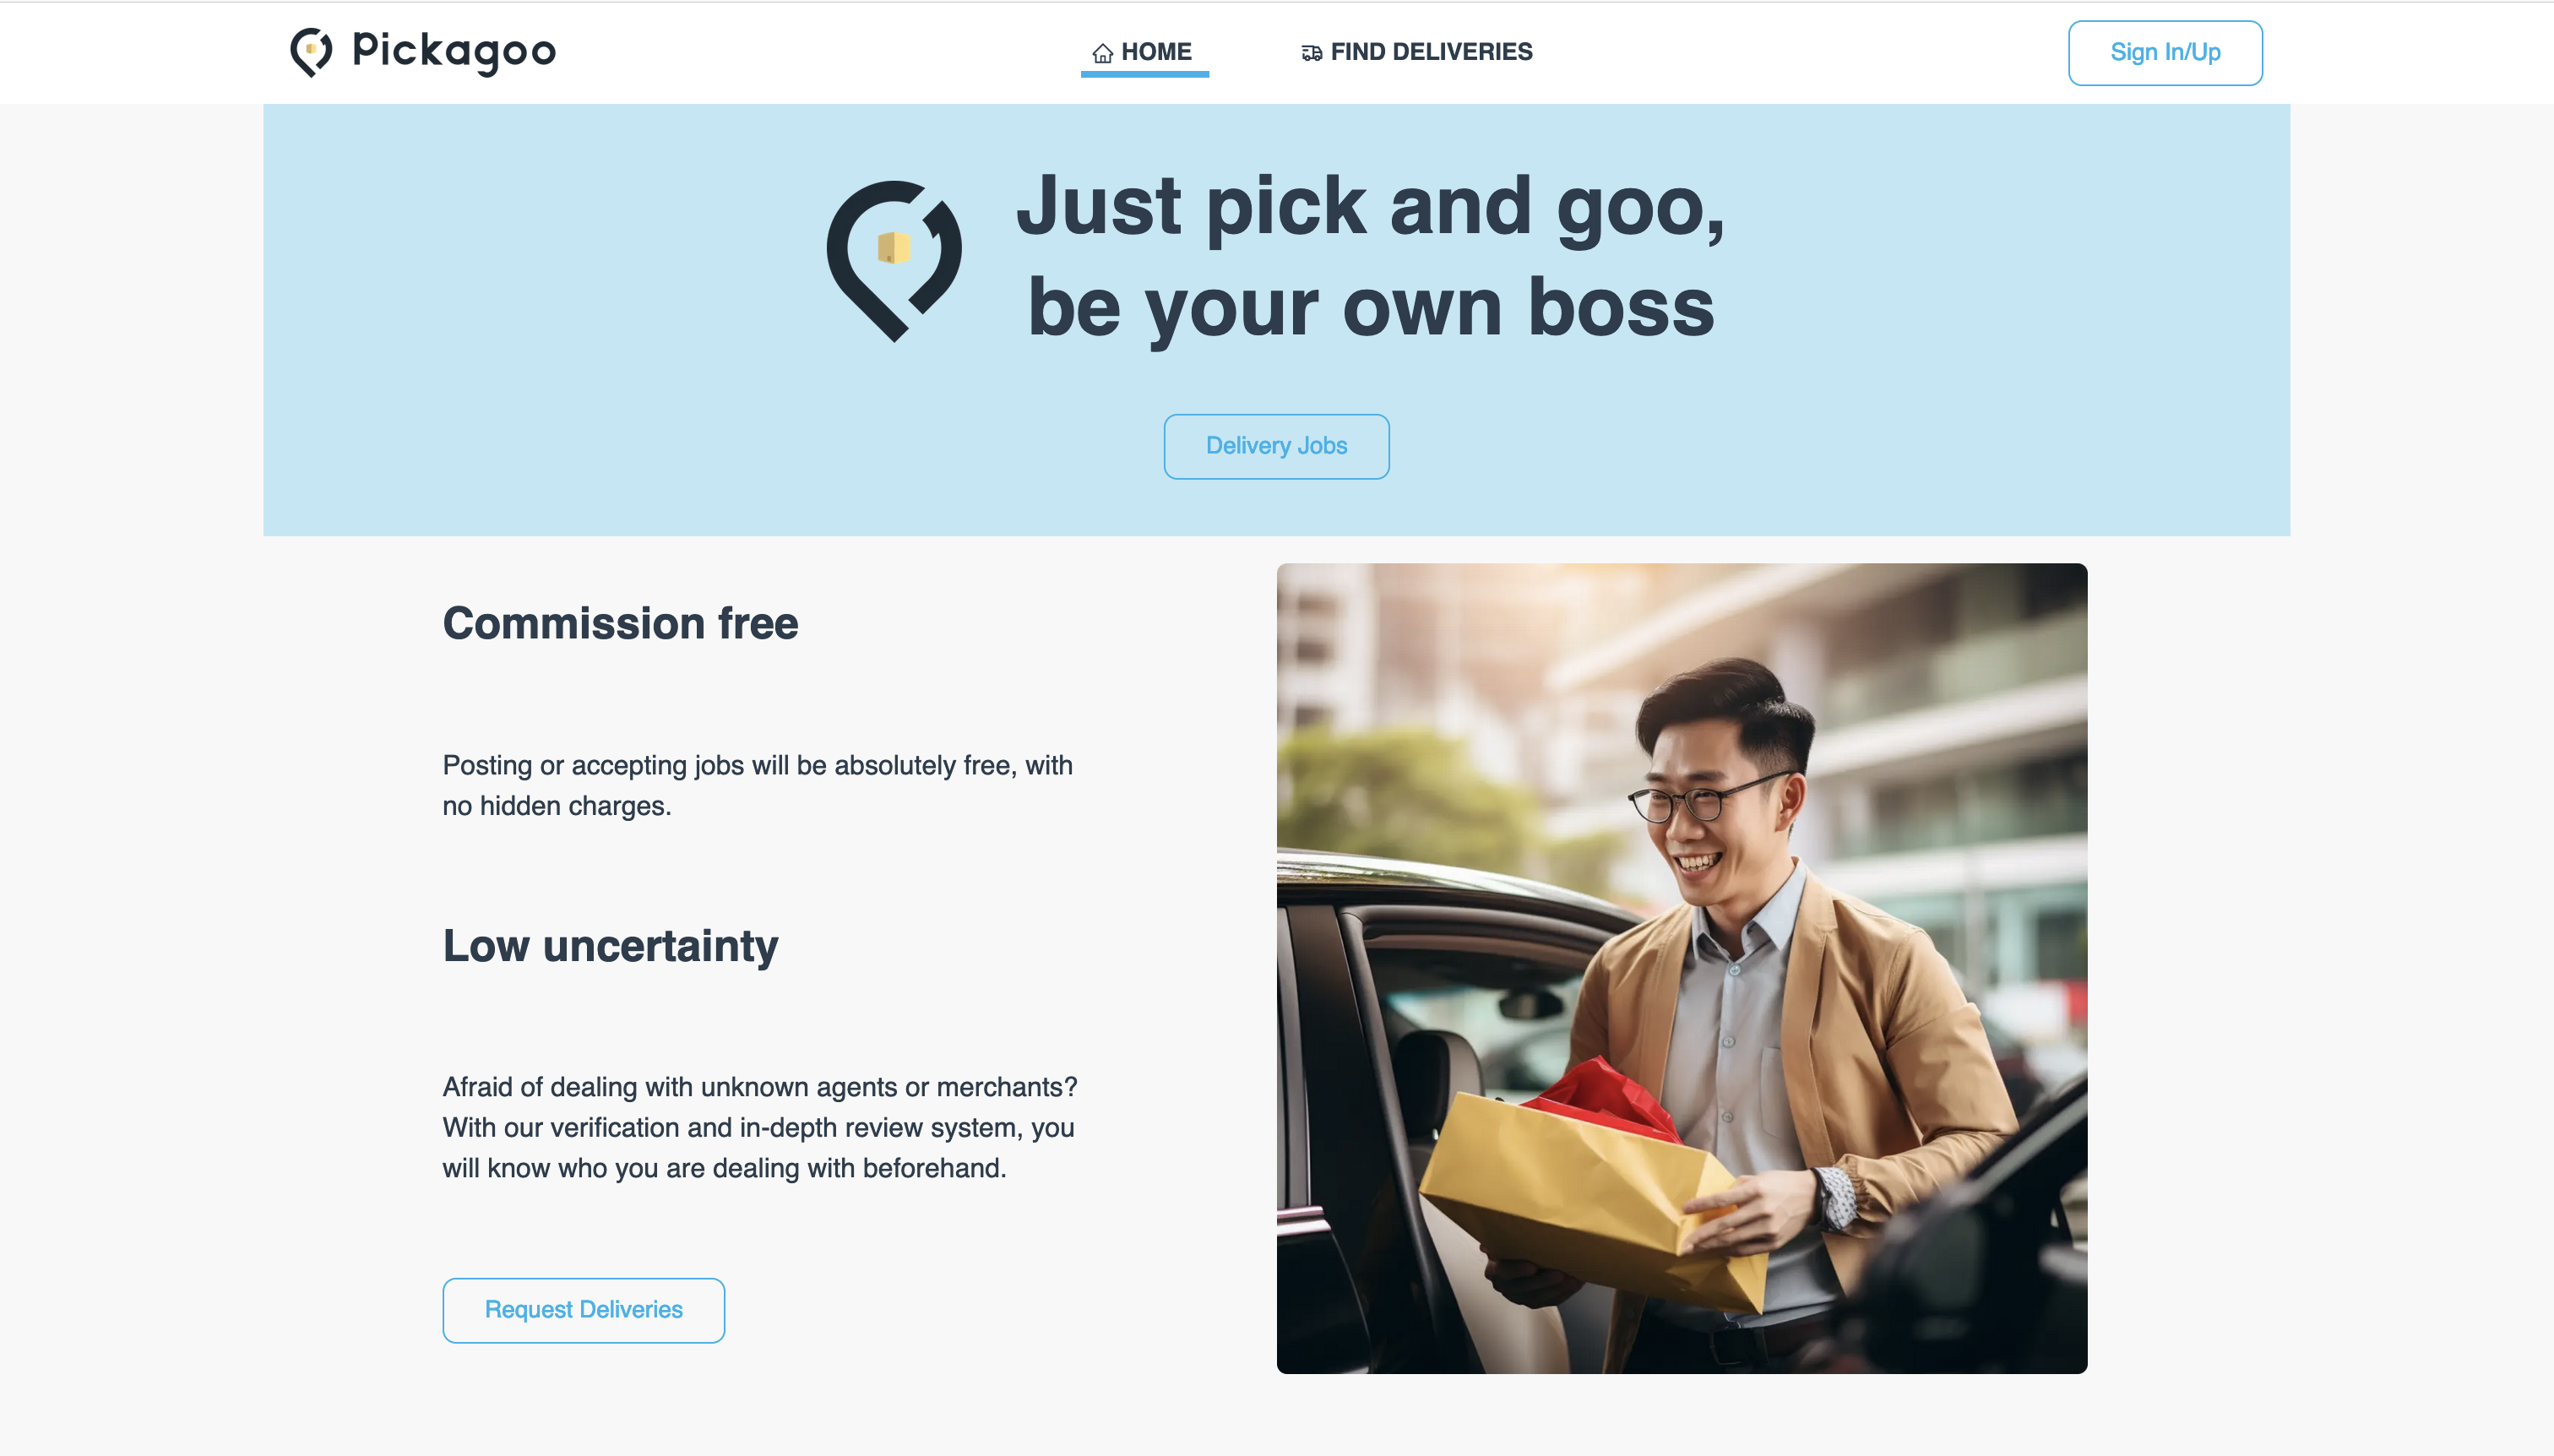 Pickagoo
HOME
FIND DELIVERIES
Sign In/Up
Just pick and goo,
be your own boss
Delivery Jobs
Commission free
Posting or accepting jobs will be absolutely free, with
no hidden charges.
Low uncertainty
Afraid of dealing with unknown agents or merchants?
With our verification and in-depth review system, you
will know who you are dealing with beforehand.
Request Deliveries